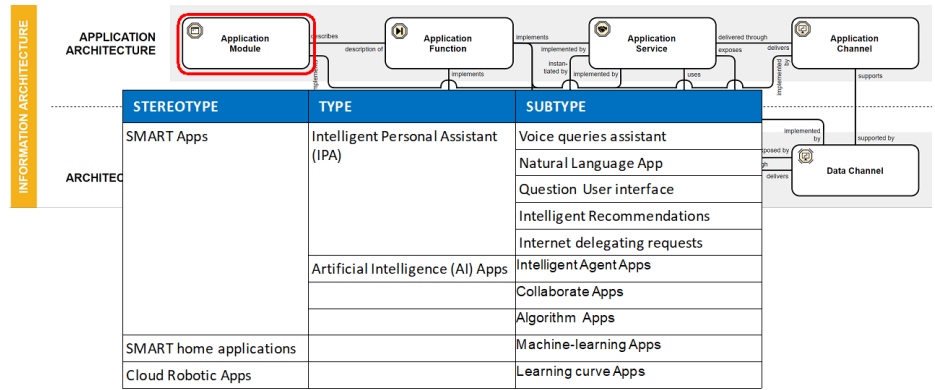 INFORMATION ARCHITECTURE
APPLICATION
ARCHITECTURE
Application
Module
describes
description of
Application
Function
implements
implemented by
instan-
tiated by
implemented by
Application
Service
delivered through
exposes
delivers
implemented
by
Application
Channel
implements
implements
uses
supports
STEREOTYPE TYPE SUBTYPE
SMART Apps Intelligent Personal Assistant
(IPA)
Voice queries assistant
Natural Language App
Question User interface
Intelligent Recommendations
Internet delegating requests
Artificial Intelligence (AI) Apps Intelligent Agent Apps
Collaborate Apps
Algorithm Apps
SMART home applications Machine-learning Apps
Cloud Robotic Apps Learning curve Apps
implemented
by
supported by
delivers
Data Channel